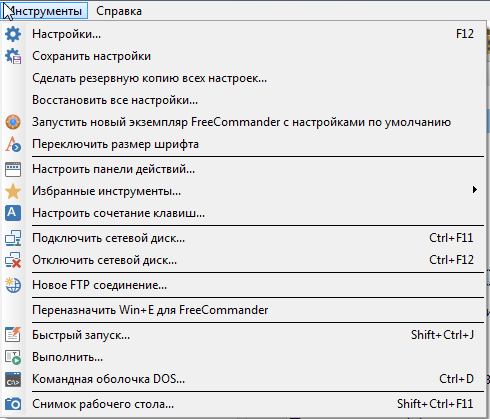 Инструменты Справка
Настройки... F12
Сохранить настройки
Сделать резервную копию всех настроек...
Восстановить все настройки...
Запустить новый экземпляр FreeCommander с настройками по умолчанию
Переключить размер шрифта
Настроить панели действий...
Избранные инструменты...
Настроить сочетание клавиш...
Подключить сетевой диск... Ctrl+F11
Отключить сетевой диск... Ctrl+F12
Новое FTP соединение...
Переназначить Win+E для FreeCommander
Быстрый запуск... Shift+Ctrl+J
Выполнить...
Командная оболочка DOS... Ctrl+D
Снимок рабочего стола... Shift+Ctrl+F11